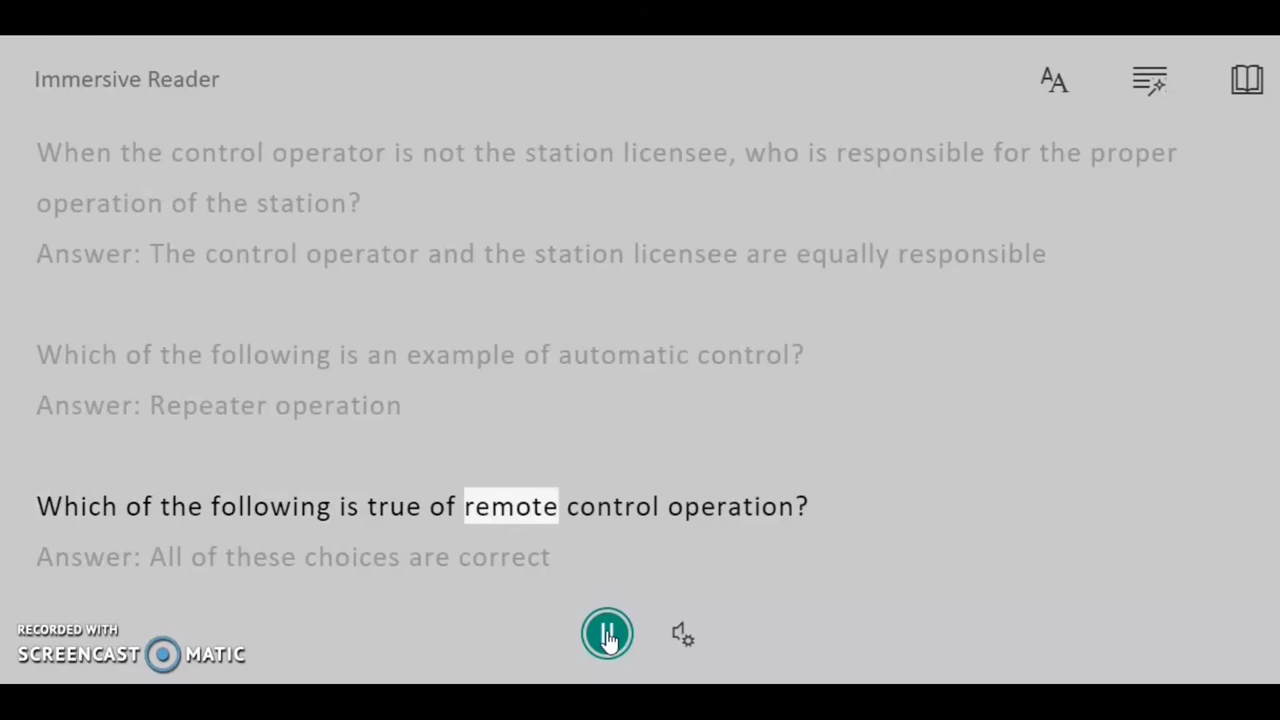 Immersive Reader
When the control operator is not the station licensee, who is responsible for the proper
operation of the station?
Answer: The control operator and the station licensee are equally responsible
Which of the following is an example of automatic control?
Answer: Repeater operation
Which of the following is true of remote control operation?
Answer: All of these choices are correct
RECORDED WITH
SCREENCAST MATIC